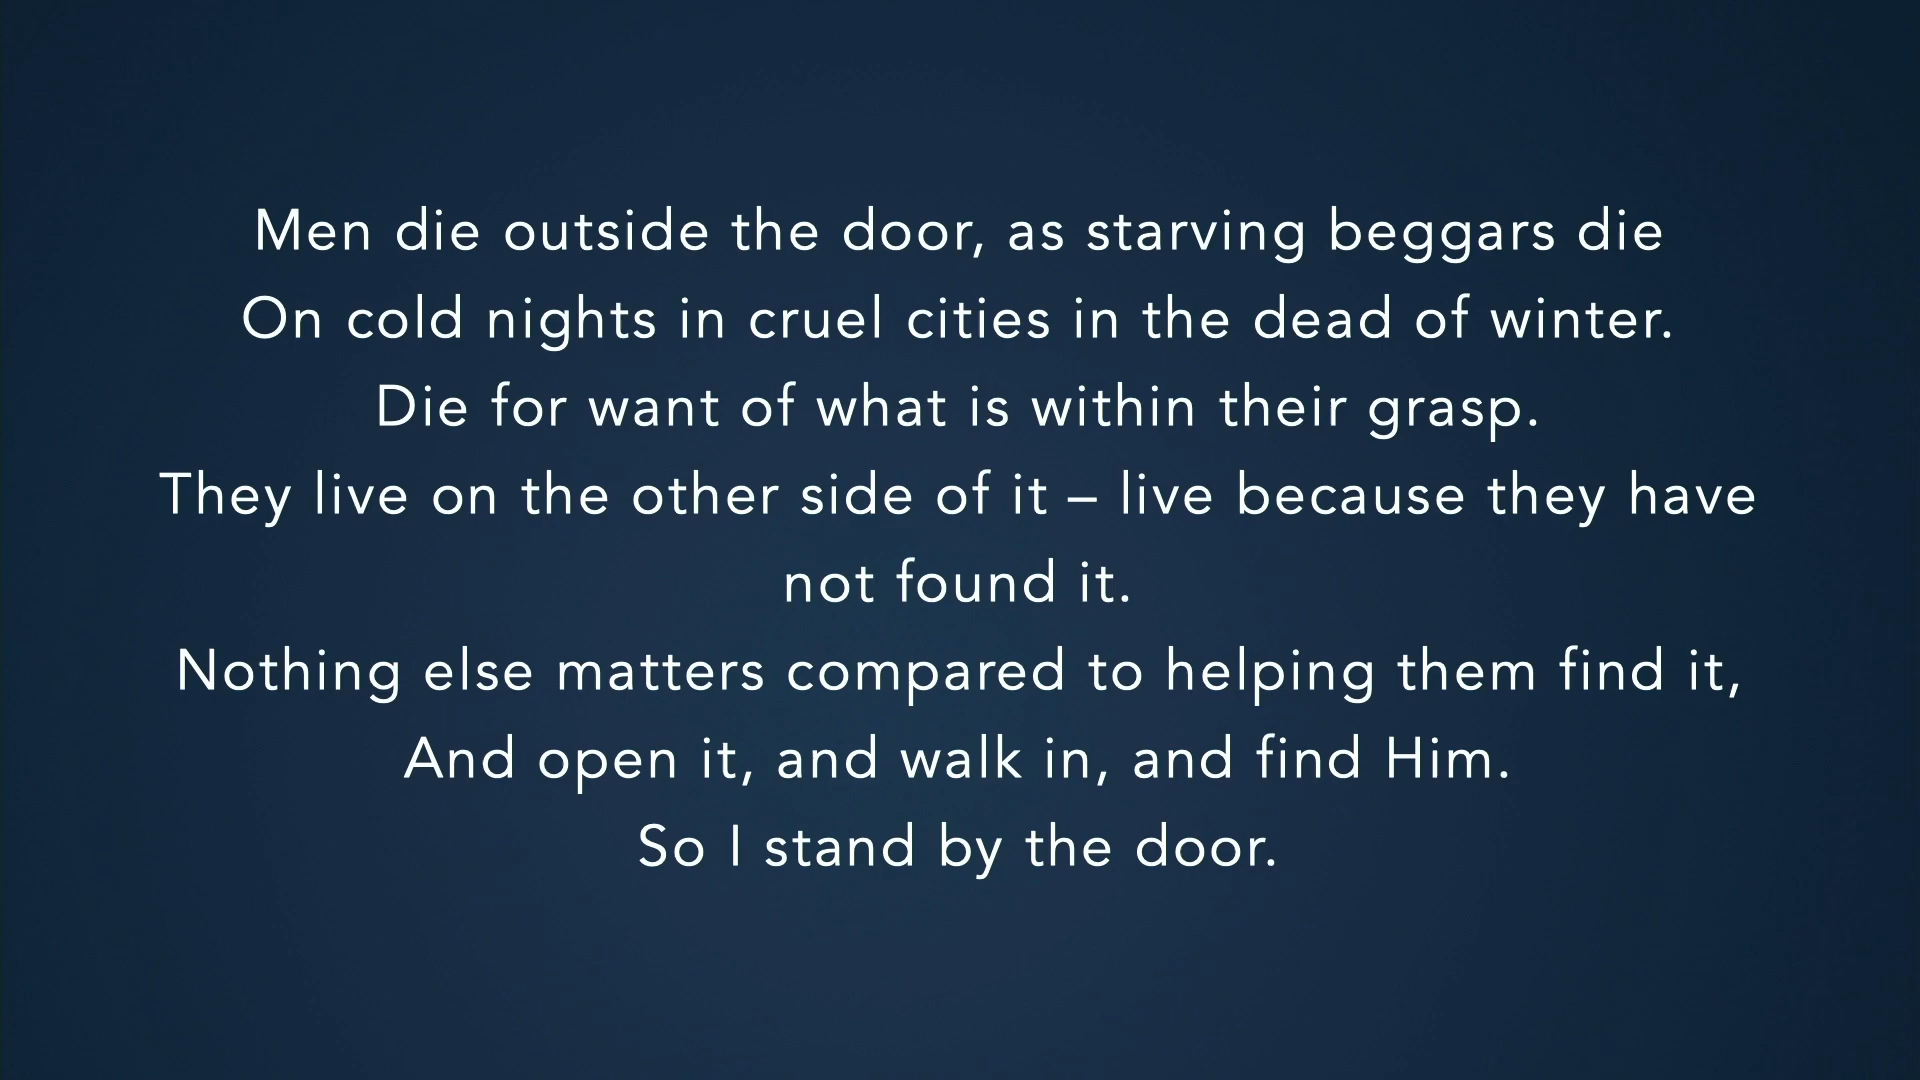 Men die outside the door, as starving beggars die
On cold nights in cruel cities in the dead of winter.
Die for want of what is within their grasp.
They live on the other side of it – live because they have
not found it.
Nothing else matters compared to helping them find it,
And open it, and walk in, and find Him.
So I stand by the door.